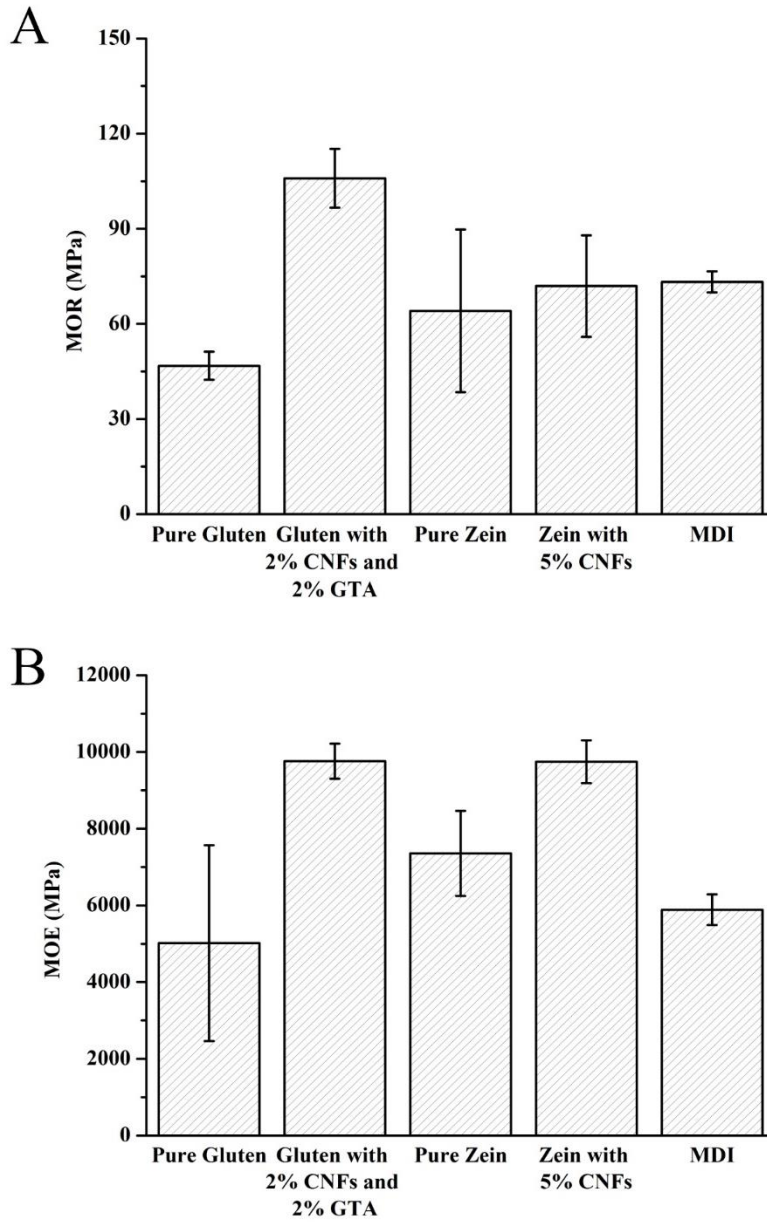 A
150
120
90
60
30
0
MOR (MPa)
Pure Gluten Gluten with Pure Zein Zein with MDI
2% CNFs and 5% CNFs
2% GTA
B
12000
10000
8000
6000
4000
2000
0
MOE (MPa)
Pure Gluten Gluten with Pure Zein Zein with MDI
2% CNFs and 5% CNFs
2% GTA